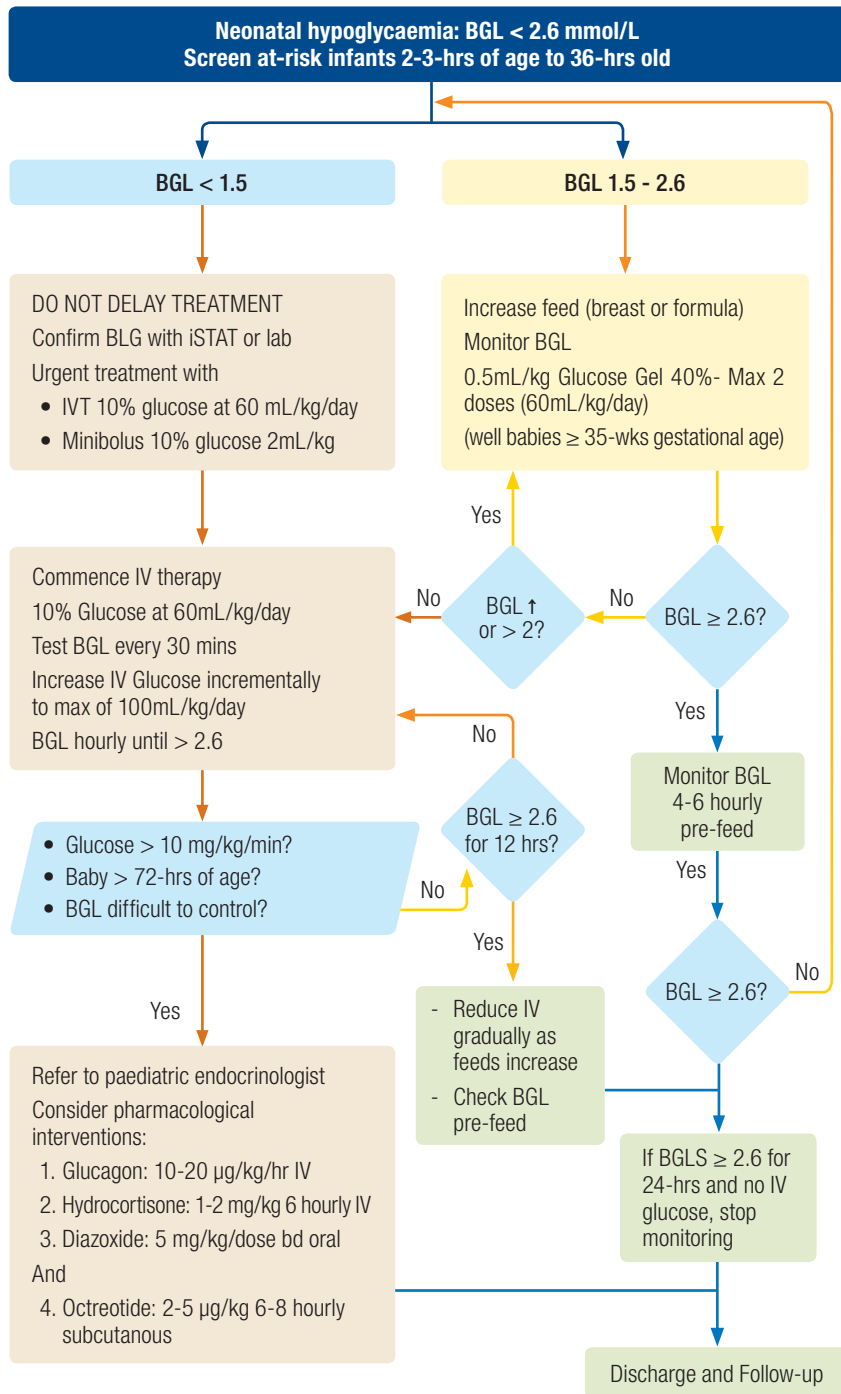 Neonatal hypoglycaemia: BGL < 2.6 mmol/L
Screen at-risk infants 2-3-hrs of age to 36-hrs old
BGL < 1.5
BGL 1.5 - 2.6
DO NOT DELAY TREATMENT
Confirm BLG with iSTAT or lab
Urgent treatment with
• IVT 10% glucose at 60 mL/kg/day
• Minibolus 10% glucose 2mL/kg
Increase feed (breast or formula)
Monitor BGL
0.5mL/kg Glucose Gel 40%- Max 2
doses (60mL/kg/day)
(well babies ≥ 35-wks gestational age)
Yes
Commence IV therapy
10% Glucose at 60mL/kg/day
Test BGL every 30 mins
Increase IV Glucose incrementally
to max of 100mL/kg/day
BGL hourly until > 2.6
No
BGL ↑
or > 2?
No
BGL ≥ 2.6?
Yes
No
Monitor BGL
4-6 hourly
pre-feed
BGL ≥ 2.6
for 12 hrs?
• Glucose > 10 mg/kg/min?
• Baby > 72-hrs of age?
• BGL difficult to control?
No
Yes
Yes
BGL ≥ 2.6?
No
Yes
- Reduce IV
gradually as
feeds increase
- Check BGL
pre-feed
Refer to paediatric endocrinologist
Consider pharmacological
interventions:
1. Glucagon: 10-20 µg/kg/hr IV
2. Hydrocortisone: 1-2 mg/kg 6 hourly IV
3. Diazoxide: 5 mg/kg/dose bd oral
And
4. Octreotide: 2-5 µg/kg 6-8 hourly
subcutanous
If BGLS ≥ 2.6 for
24-hrs and no IV
glucose, stop
monitoring
Discharge and Follow-up